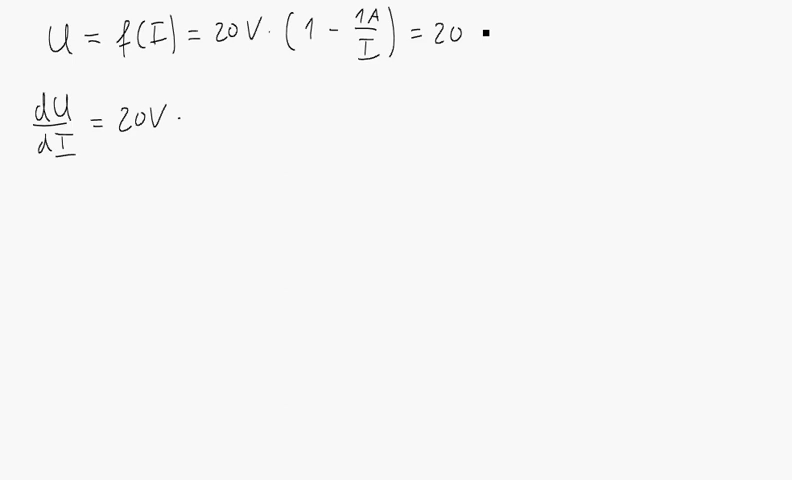 U = f(I) = 20V · (1 - 1A/I) = 20
dU/dI = 20V ·